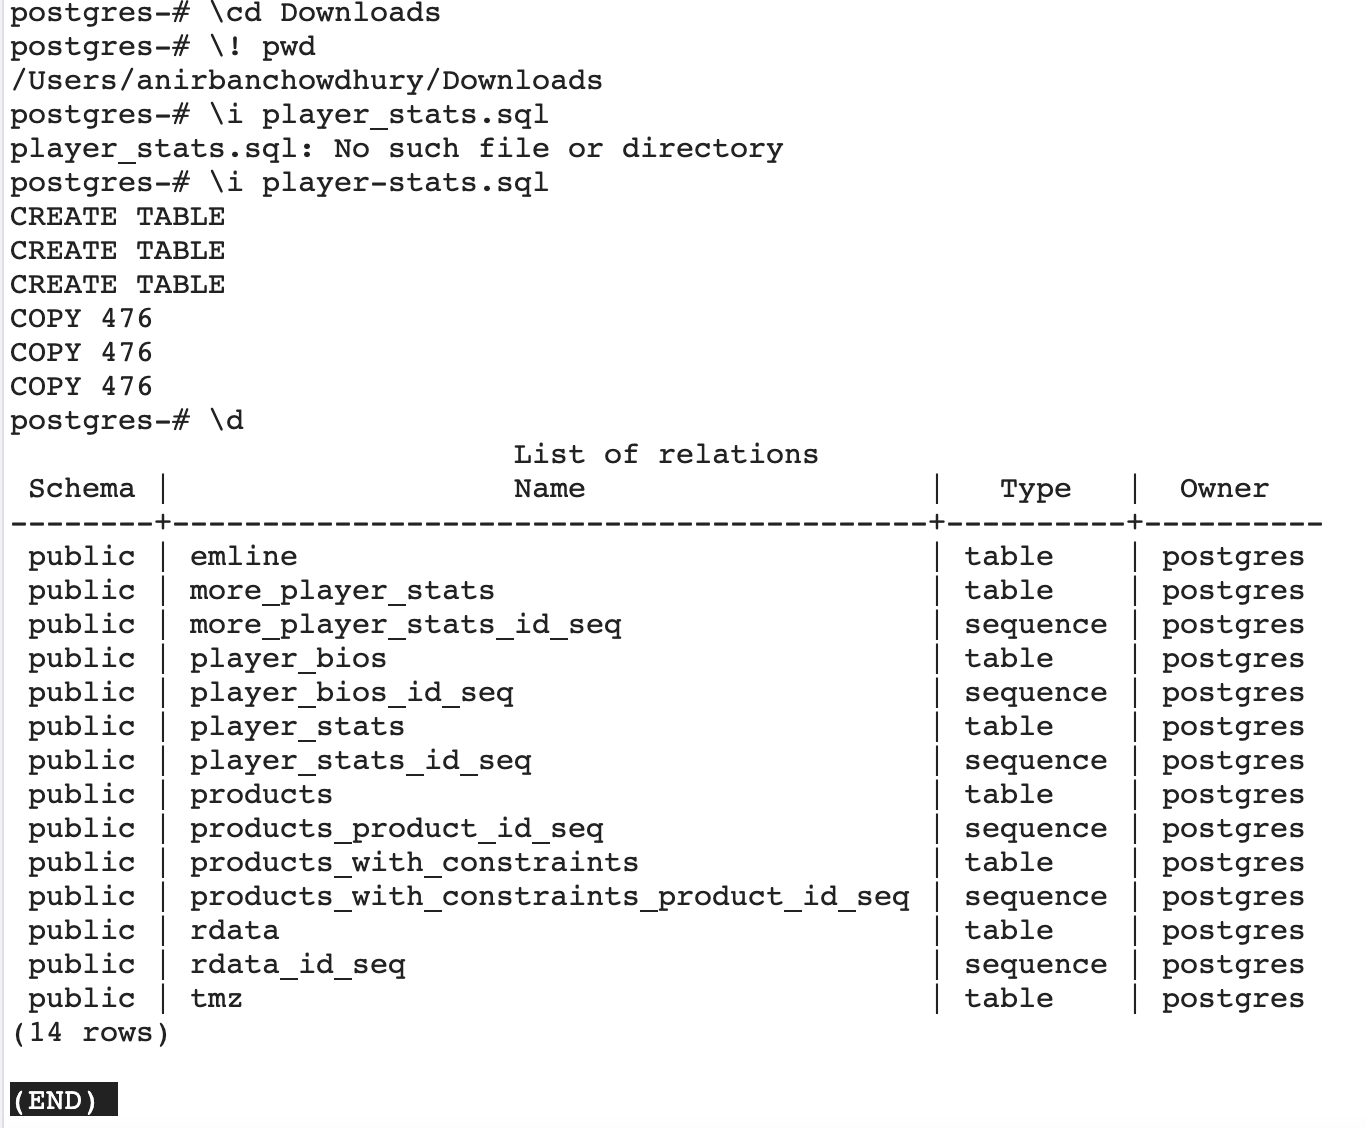 postgres-# \cd Downloads
postgres-# \! pwd
/Users/anirbanchowdhury/Downloads
postgres-# \i player_stats.sql
player_stats.sql: No such file or directory
postgres-# \i player-stats.sql
CREATE TABLE
CREATE TABLE
CREATE TABLE
COPY 476
COPY 476
COPY 476
postgres-# \d
List of relations
Schema | Name | Type | Owner
--------+------------------------------------------+----------+----------
public | emline | table | postgres
public | more_player_stats | table | postgres
public | more_player_stats_id_seq | sequence | postgres
public | player_bios | table | postgres
public | player_bios_id_seq | sequence | postgres
public | player_stats | table | postgres
public | player_stats_id_seq | sequence | postgres
public | products | table | postgres
public | products_product_id_seq | sequence | postgres
public | products_with_constraints | table | postgres
public | products_with_constraints_product_id_seq | sequence | postgres
public | rdata | table | postgres
public | rdata_id_seq | sequence | postgres
public | tmz | table | postgres
(14 rows)
(END)